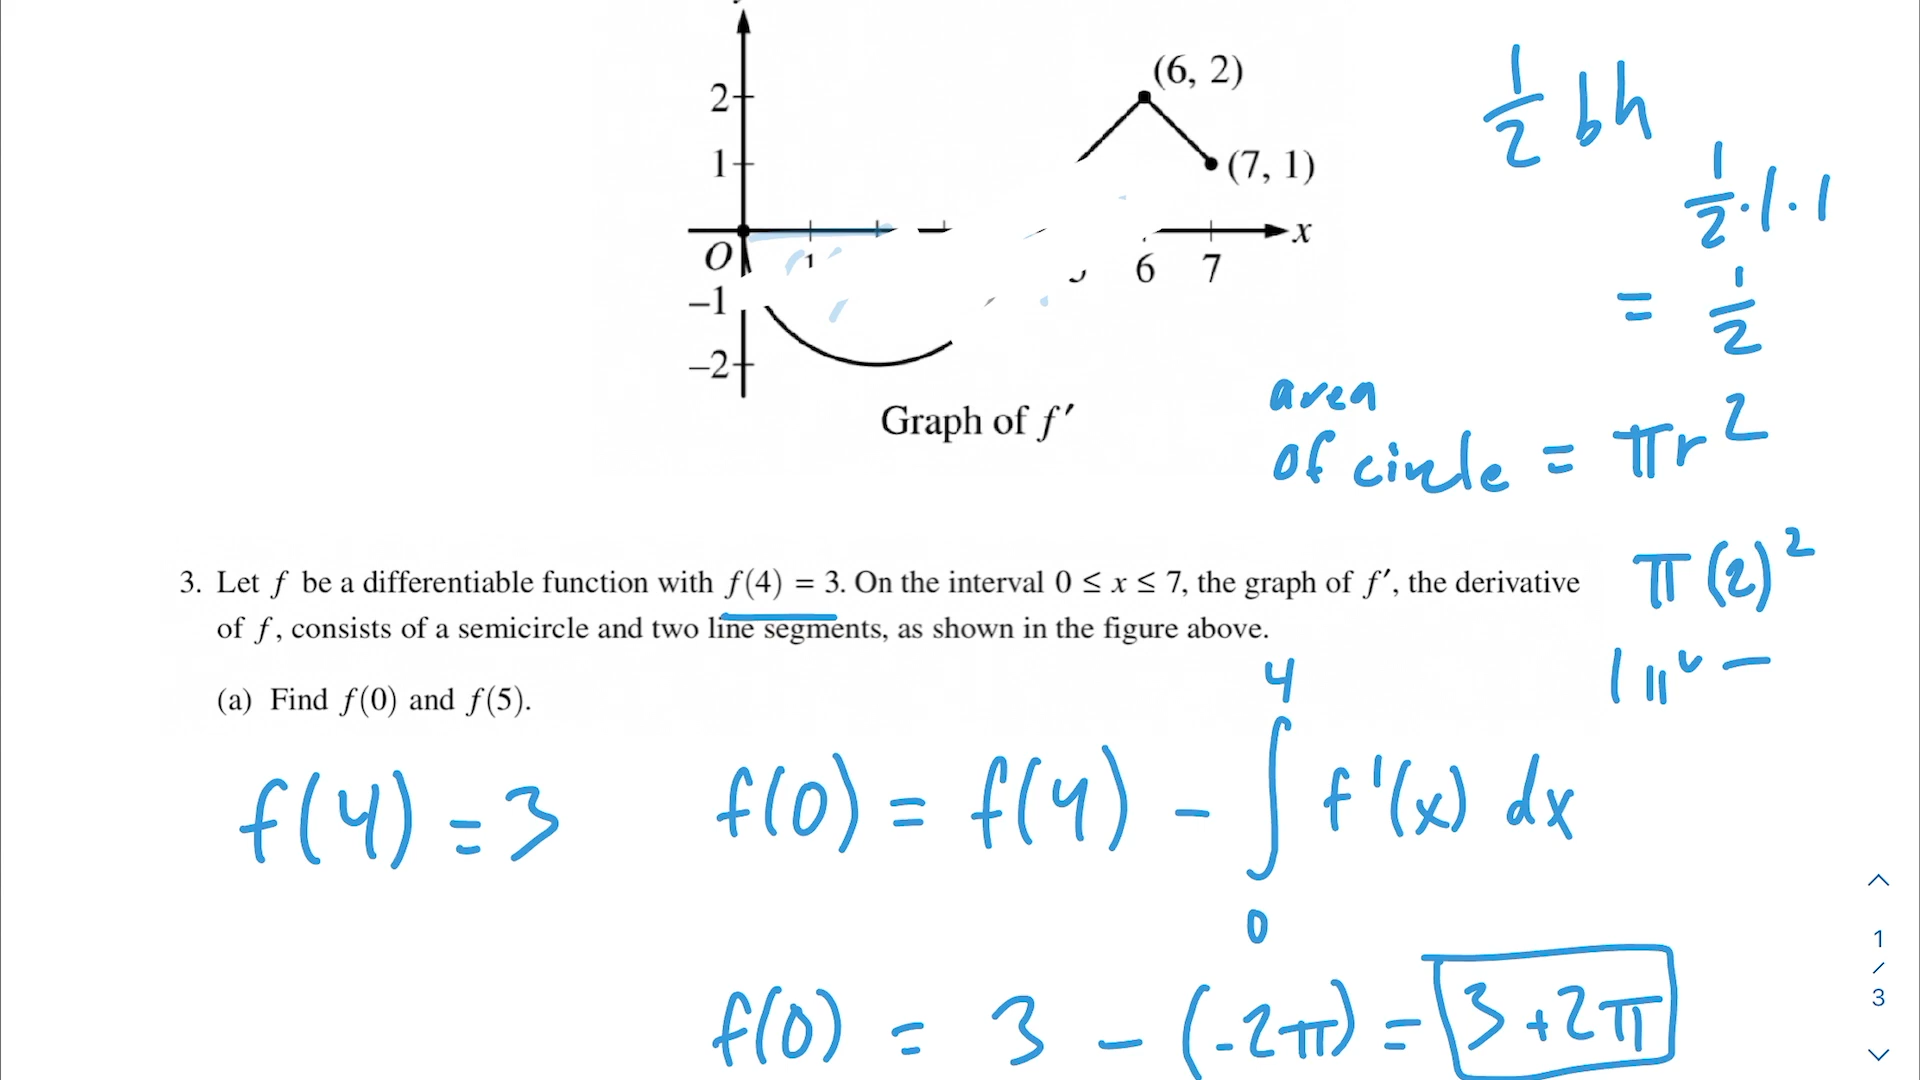 2
(6, 2)
1
(7, 1)
O
1
6
7
x
–1
–2
Graph of f′
1/2 bh
1/2 · 1 · 1
= 1/2
area
of circle = πr²
π(2)²
3. Let f be a differentiable function with f(4) = 3. On the interval 0 ≤ x ≤ 7, the graph of f′, the derivative
of f, consists of a semicircle and two line segments, as shown in the figure above.
(a) Find f(0) and f(5).
f(4) = 3
f(0) = f(4) - ∫₀⁴ f'(x) dx
f(0) = 3 - (-2π) = 3 + 2π
1
/
3